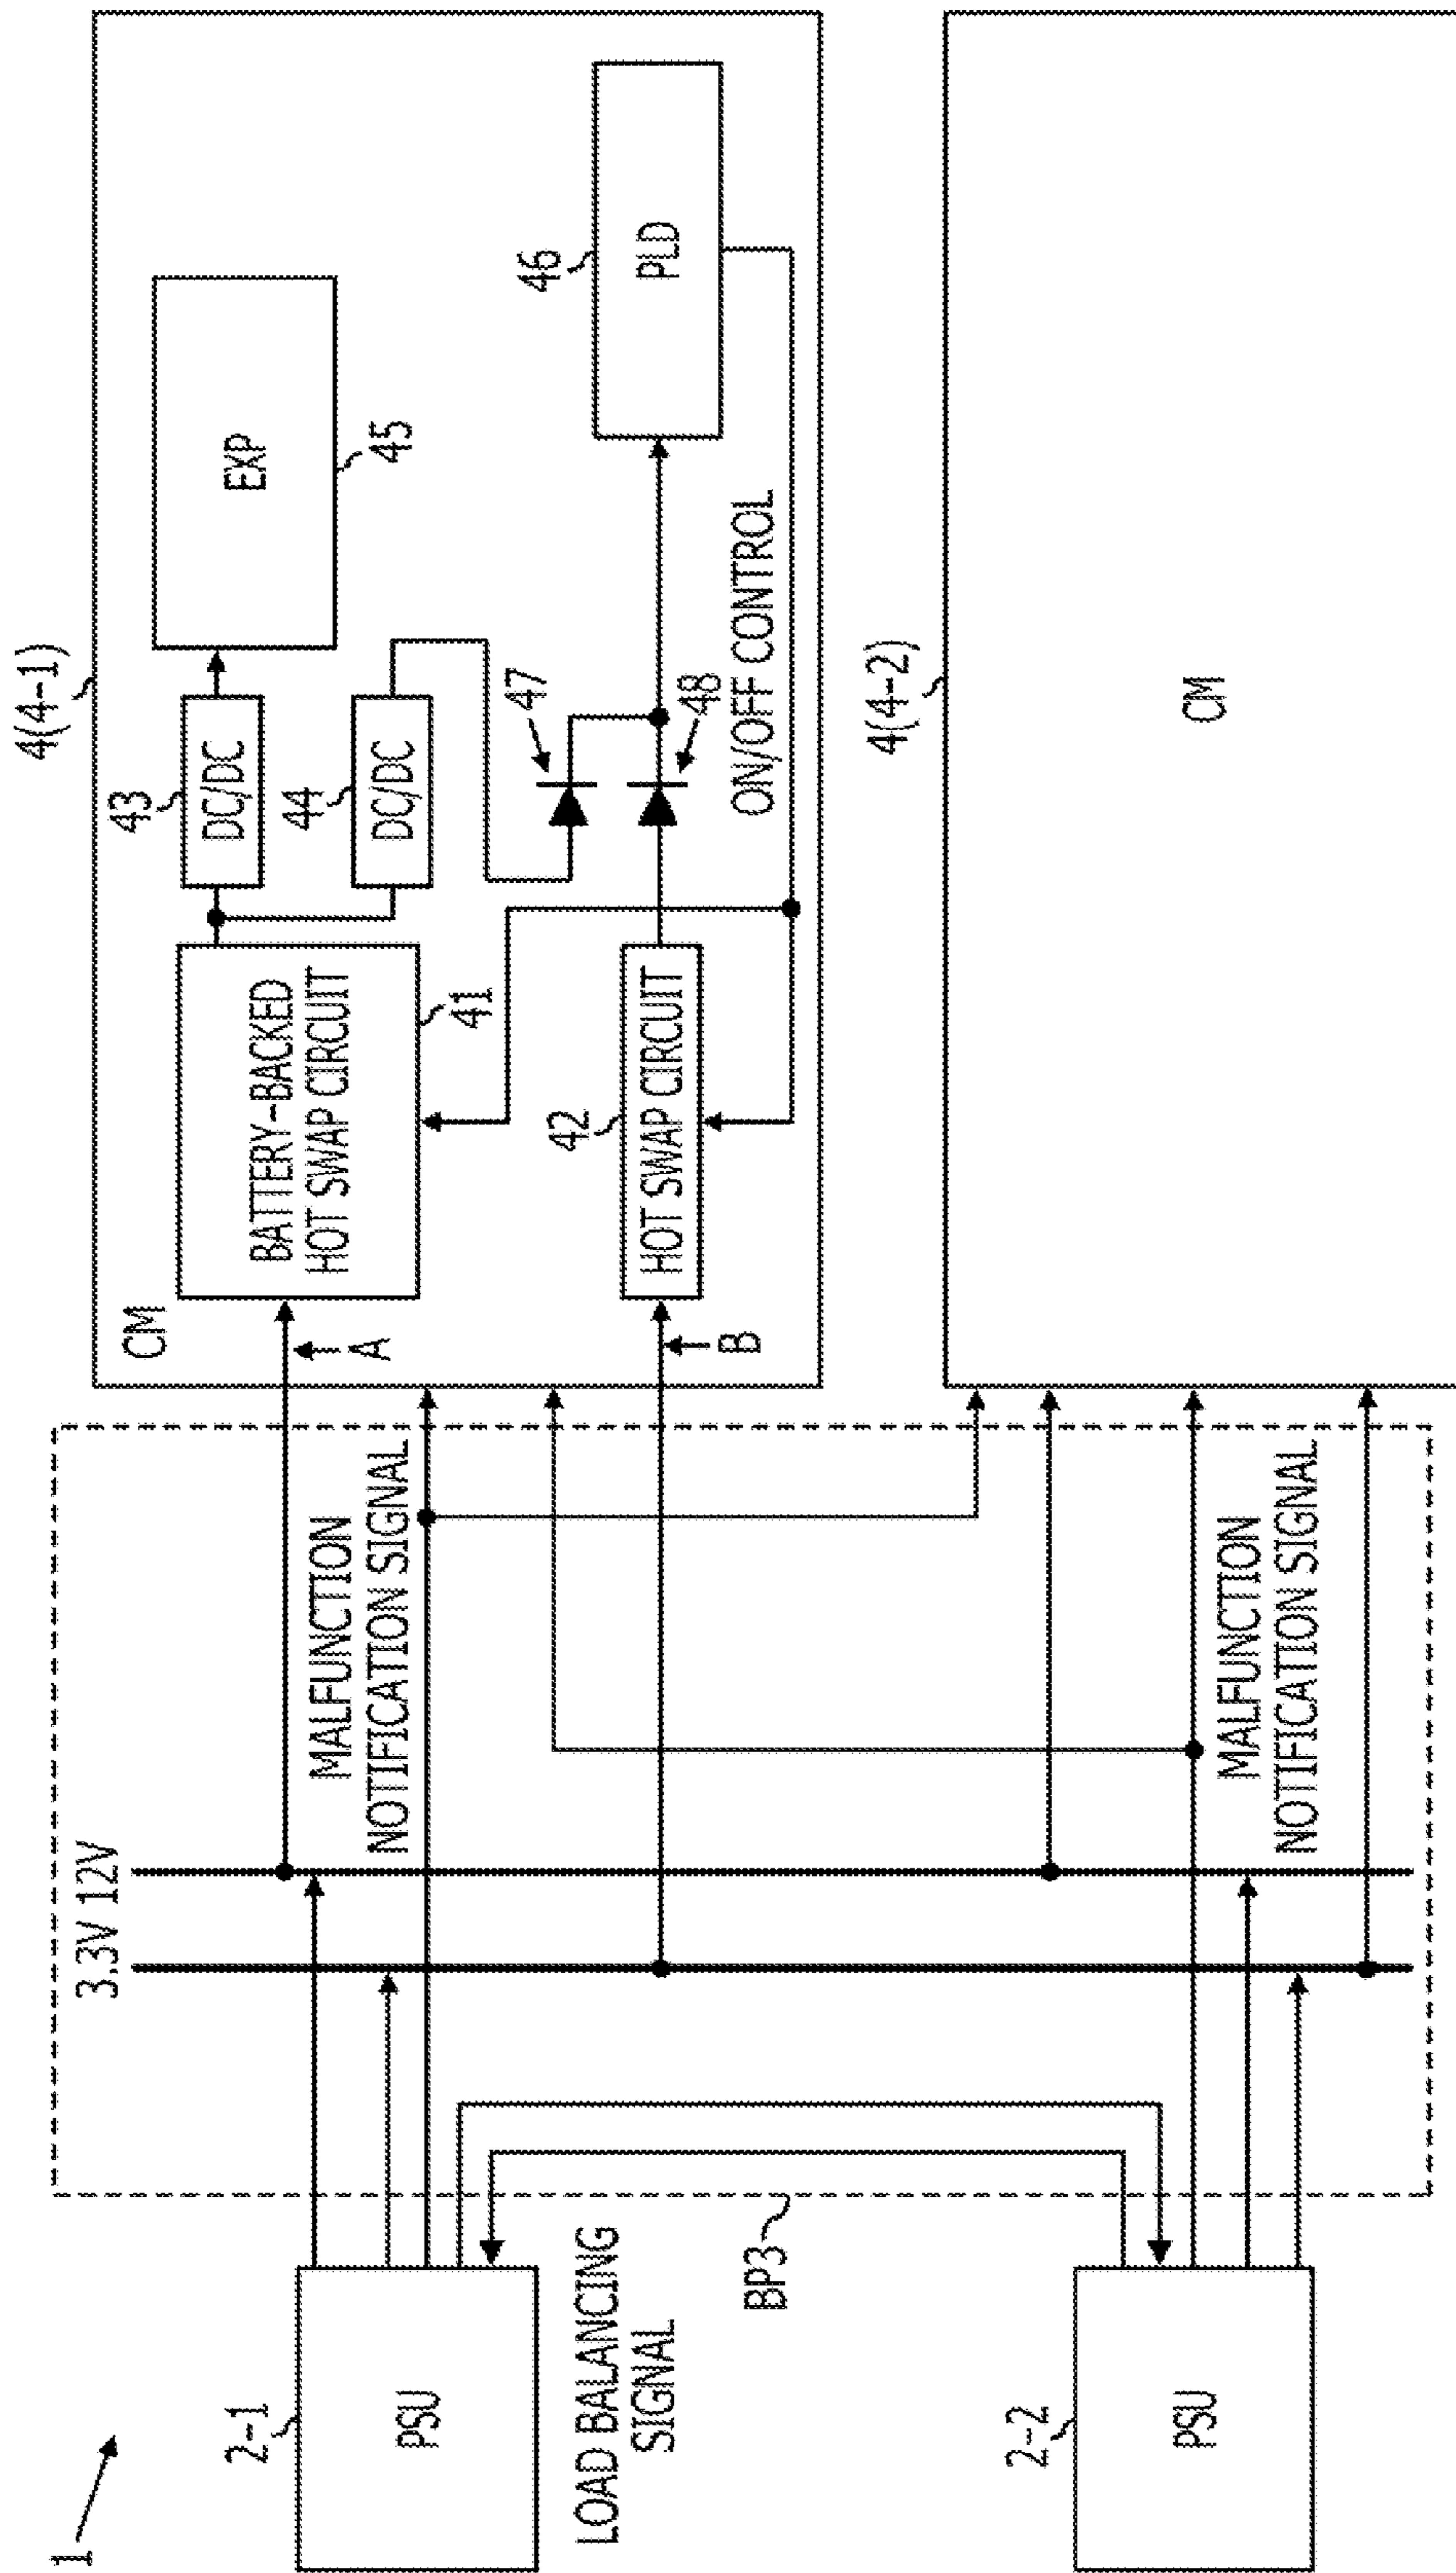 1
2-1
PSU
LOAD BALANCING
SIGNAL
BP3
2-2
PSU
3.3V 12V
MALFUNCTION
NOTIFICATION SIGNAL
MALFUNCTION
NOTIFICATION SIGNAL
4(4-1)
CM
A
B
BATTERY-BACKED
HOT SWAP CIRCUIT
41
42
HOT SWAP CIRCUIT
43
DC/DC
44
DC/DC
EXP
45
47
48
46
PLD
ON/OFF CONTROL
4(4-2)
CM